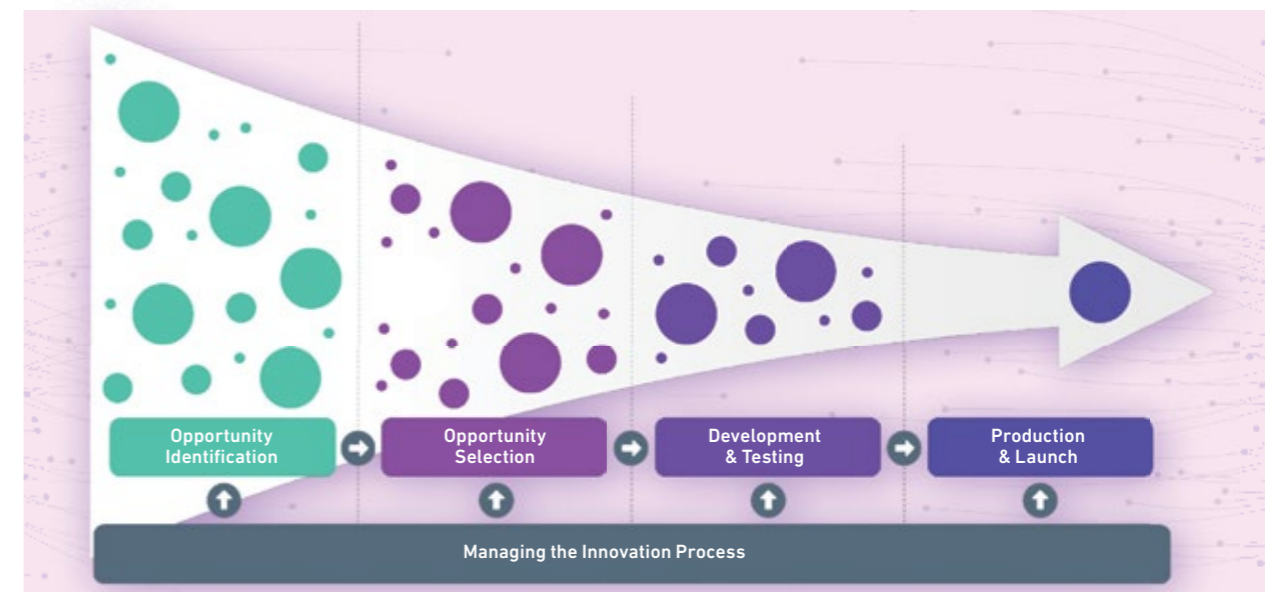 Opportunity
Identification
Opportunity
Selection
Development
& Testing
Production
& Launch
Managing the Innovation Process